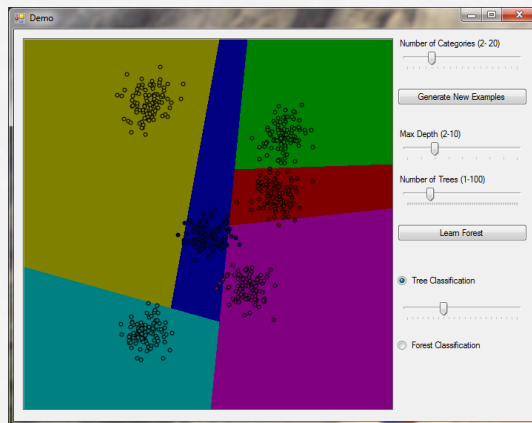 Demo
Number of Categories (2- 20)
Generate New Examples
Max Depth (2-10)
Number of Trees (1-100)
Learn Forest
Tree Classification
Forest Classification